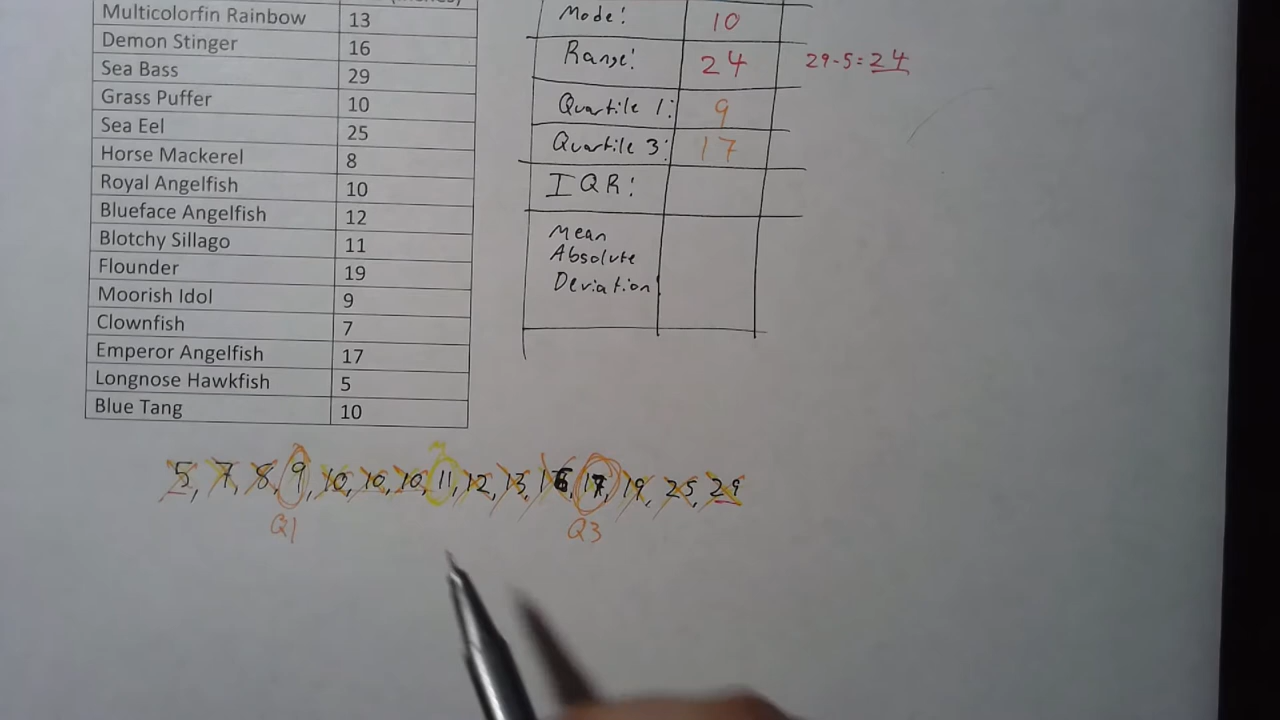 Multicolorfin Rainbow 13
Demon Stinger 16
Sea Bass 29
Grass Puffer 10
Sea Eel 25
Horse Mackerel 8
Royal Angelfish 10
Blueface Angelfish 12
Blotchy Sillago 11
Flounder 19
Moorish Idol 9
Clownfish 7
Emperor Angelfish 17
Longnose Hawkfish 5
Blue Tang 10
Mode: 10
Range: 24 29-5=24
Quartile 1: 9
Quartile 3: 17
IQR:
Mean
Absolute
Deviation:
5, 7, 8, 9, 10, 10, 10, 11, 12, 13, 16, 17, 19, 25, 29
Q1 Q3